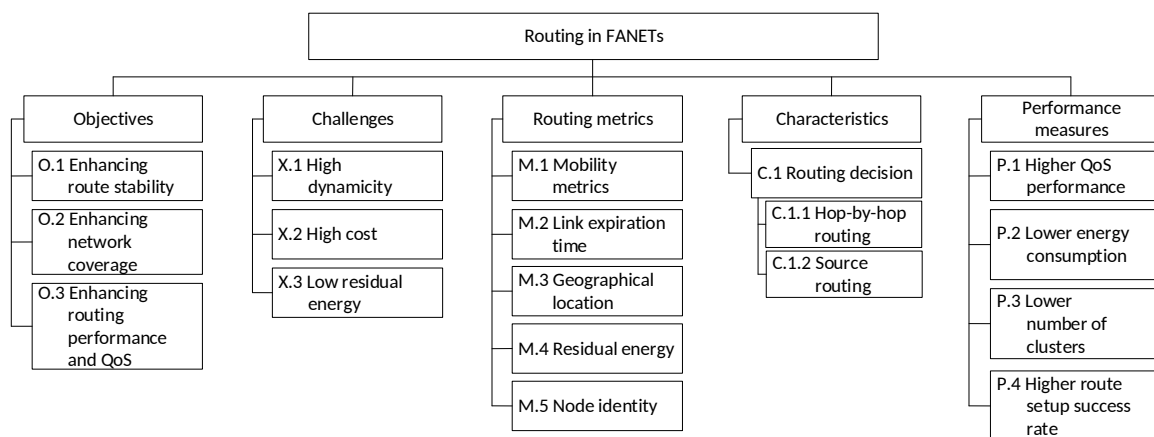 Routing in FANETs
Objectives
O.1 Enhancing
route stability
O.2 Enhancing
network
coverage
O.3 Enhancing
routing
performance
and QoS
Challenges
X.1 High
dynamicity
X.2 High cost
X.3 Low residual
energy
Routing metrics
M.1 Mobility
metrics
M.2 Link expiration
time
M.3 Geographical
location
M.4 Residual energy
M.5 Node identity
Characteristics
C.1 Routing decision
C.1.1 Hop-by-hop
routing
C.1.2 Source
routing
Performance
measures
P.1 Higher QoS
performance
P.2 Lower energy
consumption
P.3 Lower
number of
clusters
P.4 Higher route
setup success
rate